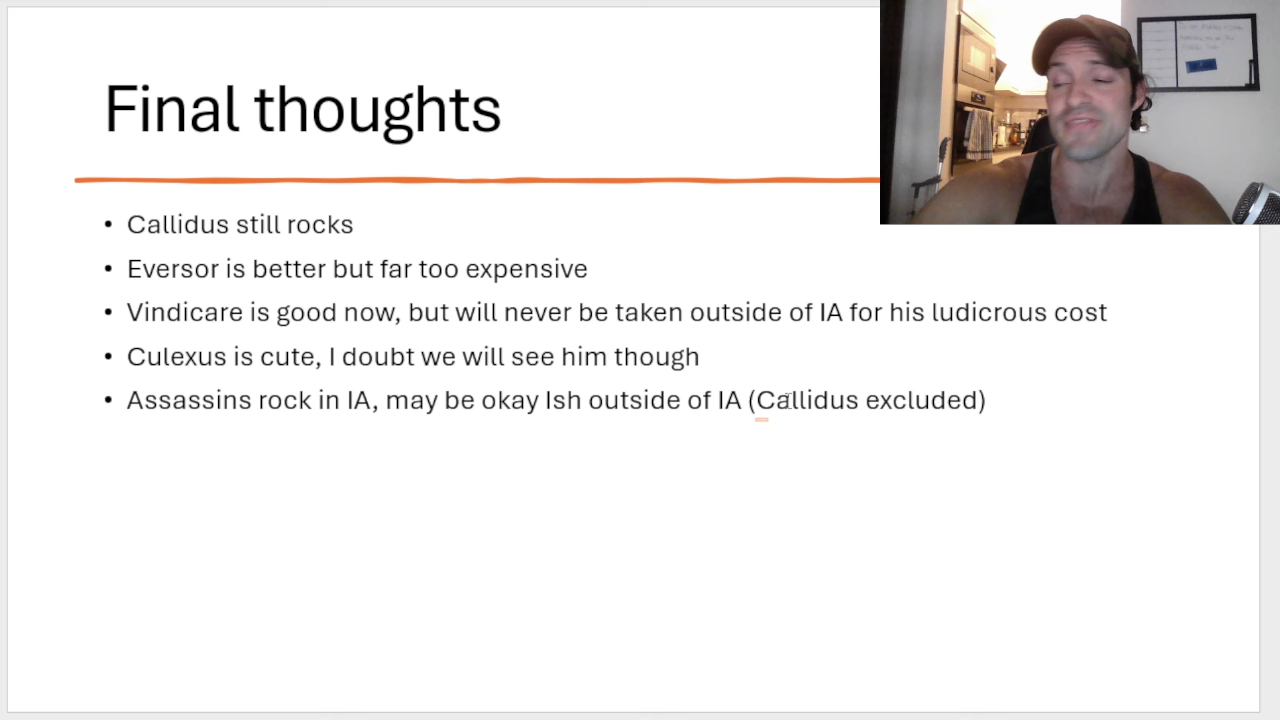 Final thoughts
• Callidus still rocks
• Eversor is better but far too expensive
• Vindicare is good now, but will never be taken outside of IA for his ludicrous cost
• Culexus is cute, I doubt we will see him though
• Assassins rock in IA, may be okay Ish outside of IA (Callidus excluded)